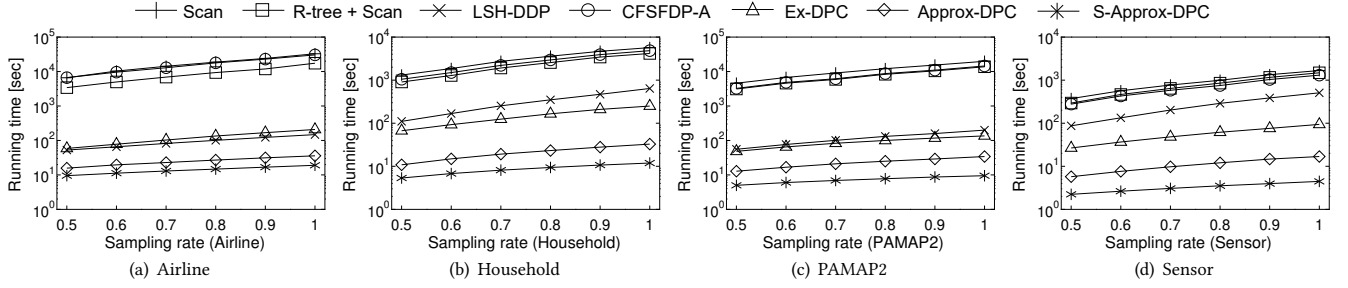 Scan R-tree + Scan LSH-DDP CFSFDP-A Ex-DPC Approx-DPC S-Approx-DPC
Running time [sec]
10^5
10^4
10^3
10^2
10^1
10^0
0.5 0.6 0.7 0.8 0.9 1
Sampling rate (Airline)
(a) Airline
Running time [sec]
10^4
10^3
10^2
10^1
10^0
0.5 0.6 0.7 0.8 0.9 1
Sampling rate (Household)
(b) Household
Running time [sec]
10^5
10^4
10^3
10^2
10^1
10^0
0.5 0.6 0.7 0.8 0.9 1
Sampling rate (PAMAP2)
(c) PAMAP2
Running time [sec]
10^4
10^3
10^2
10^1
10^0
0.5 0.6 0.7 0.8 0.9 1
Sampling rate (Sensor)
(d) Sensor